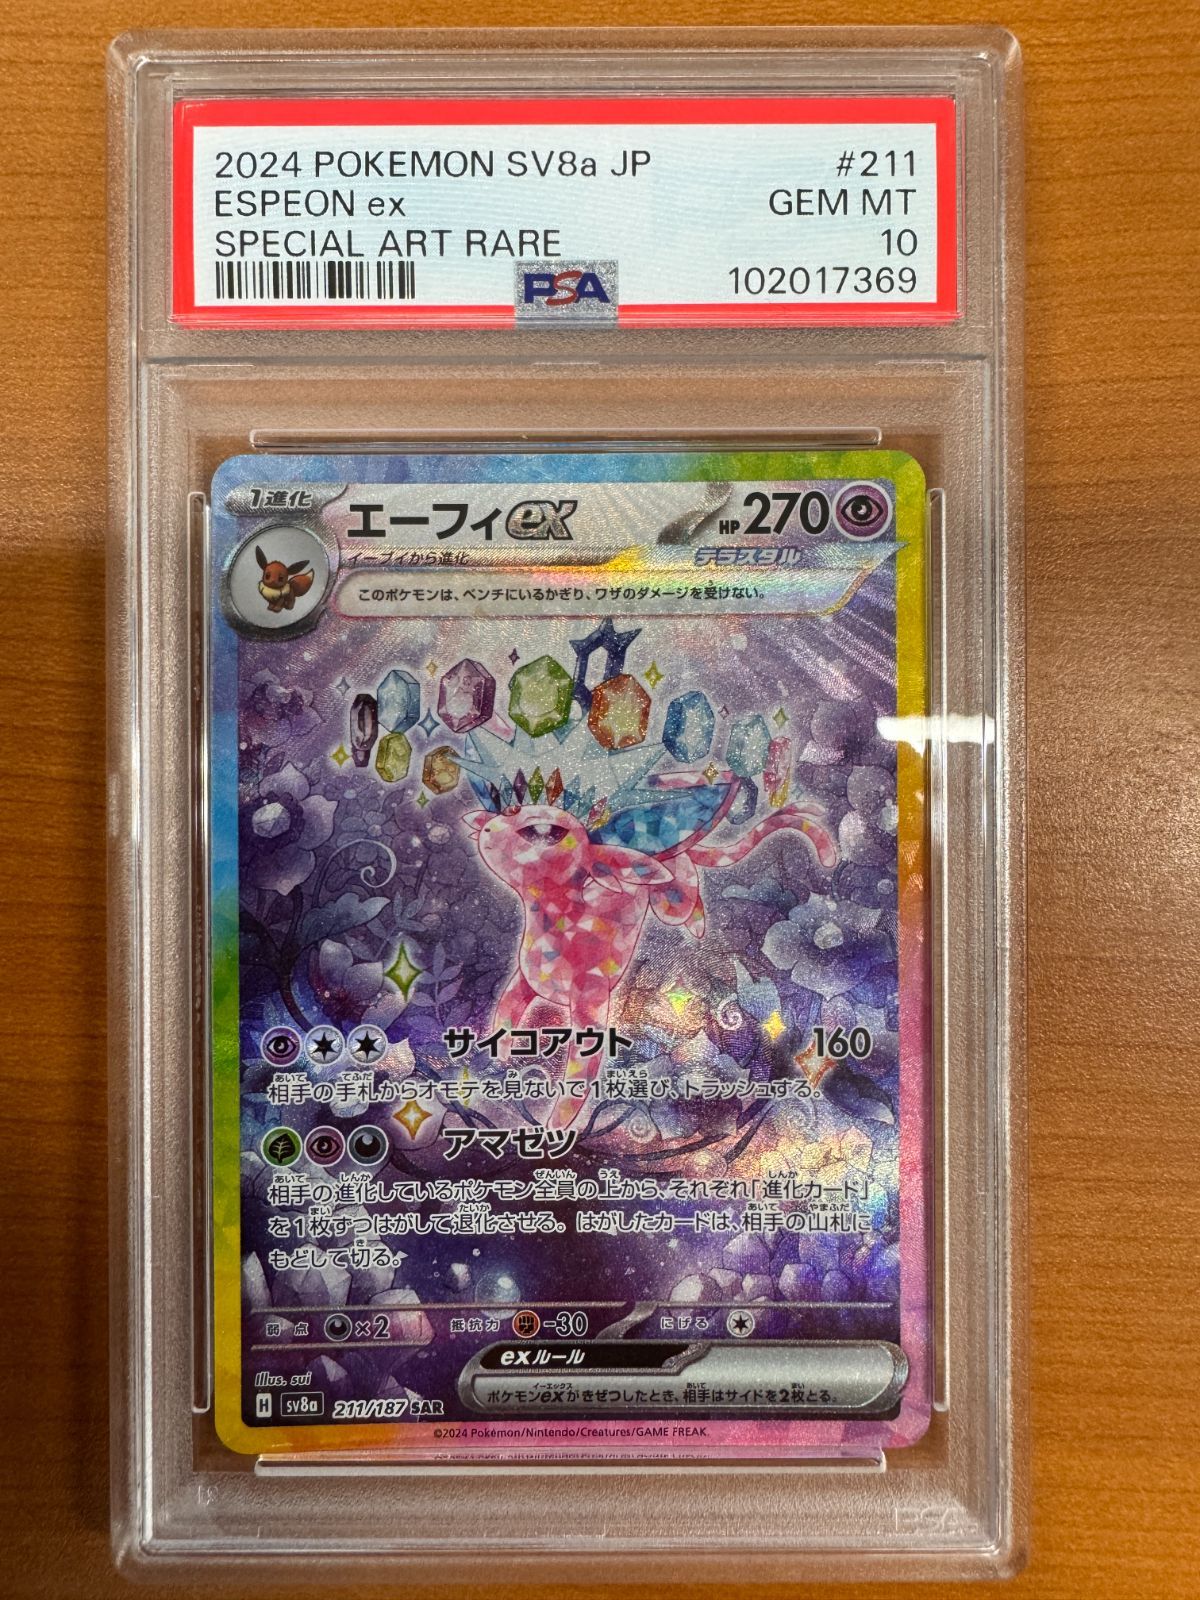 2024 POKEMON SV8a JP #211
ESPEON ex GEM MT
SPECIAL ART RARE 10
PSA 102017369
1進化 エーフィex HP270
イーブイから進化 テラスタル
このポケモンは、ベンチにいるかぎり、ワザのダメージを受けない。
サイコアウト 160
相手の手札からオモテを見ないで1枚選び、トラッシュする。
アマゼツ
相手の進化しているポケモン全員の上から、それぞれ「進化カード」
を1枚ずつはがして退化させる。はがしたカードは、相手の山札に
もどして切る。
弱点 ×2 抵抗力 -30 にげる
exルール
ポケモンexがきぜつしたとき、相手はサイドを2枚とる。
Illus. sui
H sv8a 211/187 SAR
©2024 Pokémon/Nintendo/Creatures/GAME FREAK.
PSA